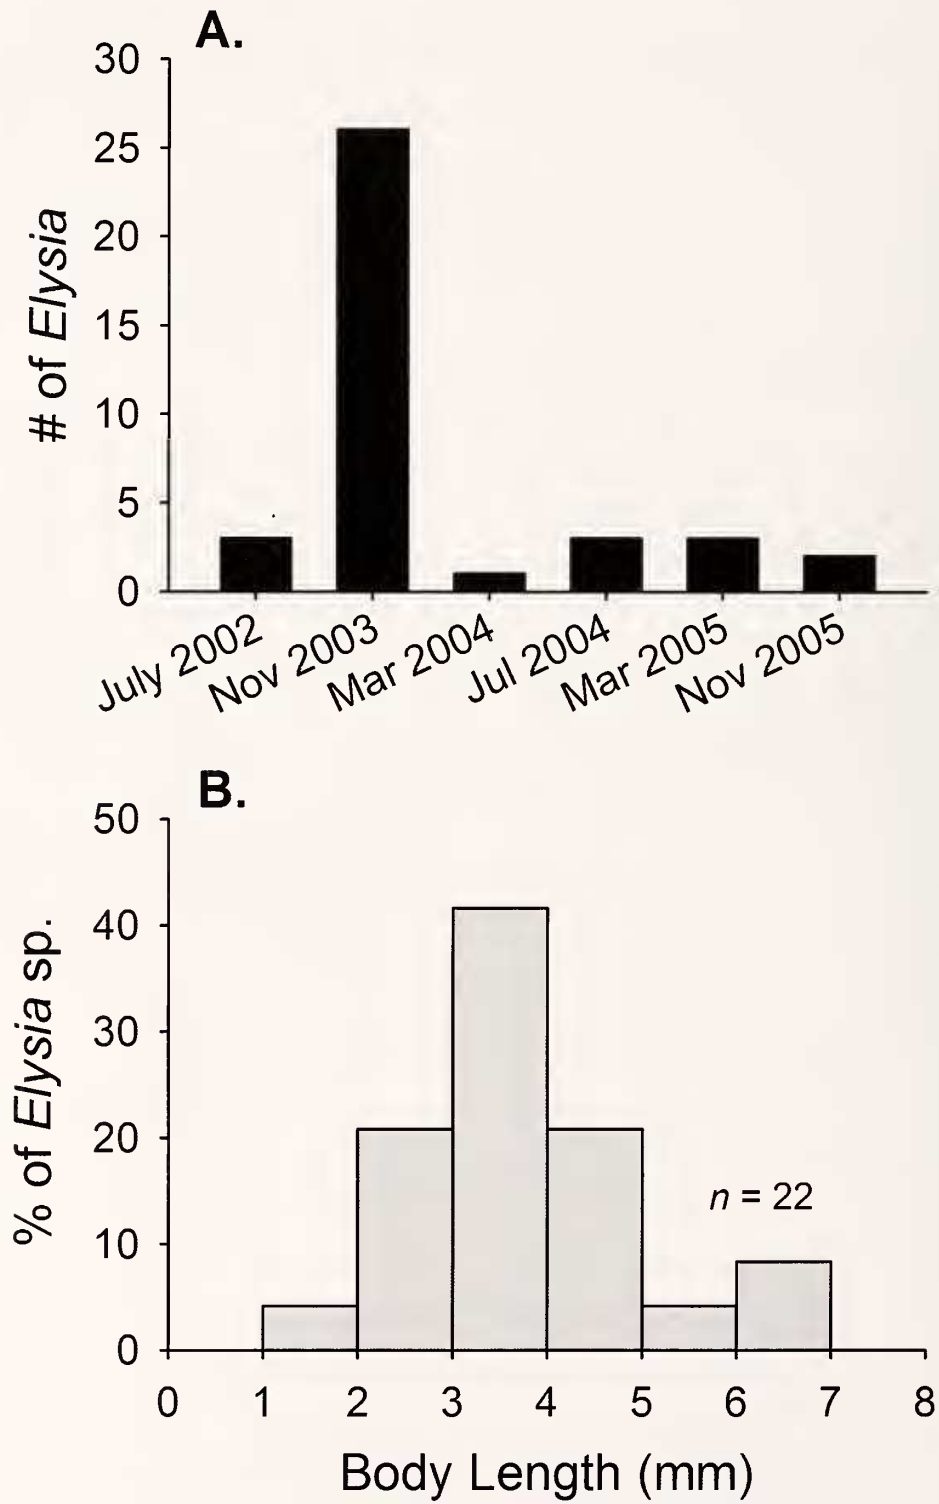 A.
30
25
20
15
10
5
0
# of Elysia
July 2002
Nov 2003
Mar 2004
Jul 2004
Mar 2005
Nov 2005
B.
50
40
30
20
10
0
% of Elysia sp.
n = 22
0 1 2 3 4 5 6 7 8
Body Length (mm)